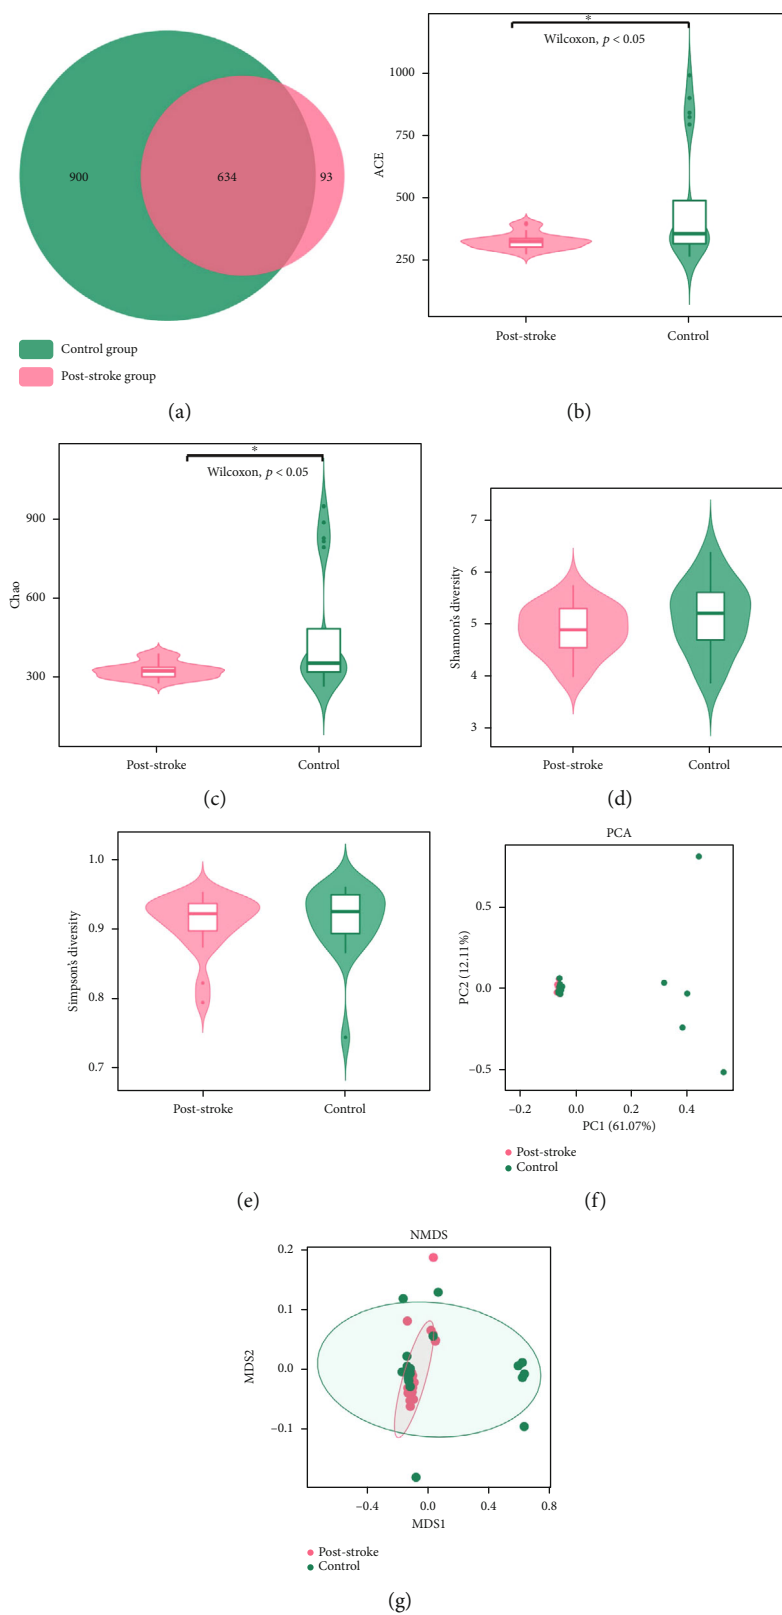 900
634
93
Control group
Post-stroke group
(a)
*
Wilcoxon, p < 0.05
1000
750
500
250
ACE
Post-stroke
Control
(b)
*
Wilcoxon, p < 0.05
900
600
300
Chao
Post-stroke
Control
(c)
7
6
5
4
3
Shannon's diversity
Post-stroke
Control
(d)
1.0
0.9
0.8
0.7
Simpson's diversity
Post-stroke
Control
(e)
PCA
0.5
0.0
−0.5
PC2 (12.11%)
−0.2 0.0 0.2 0.4
PC1 (61.07%)
Post-stroke
Control
(f)
NMDS
0.2
0.1
0.0
−0.1
MDS2
−0.4 0.0 0.4 0.8
MDS1
Post-stroke
Control
(g)